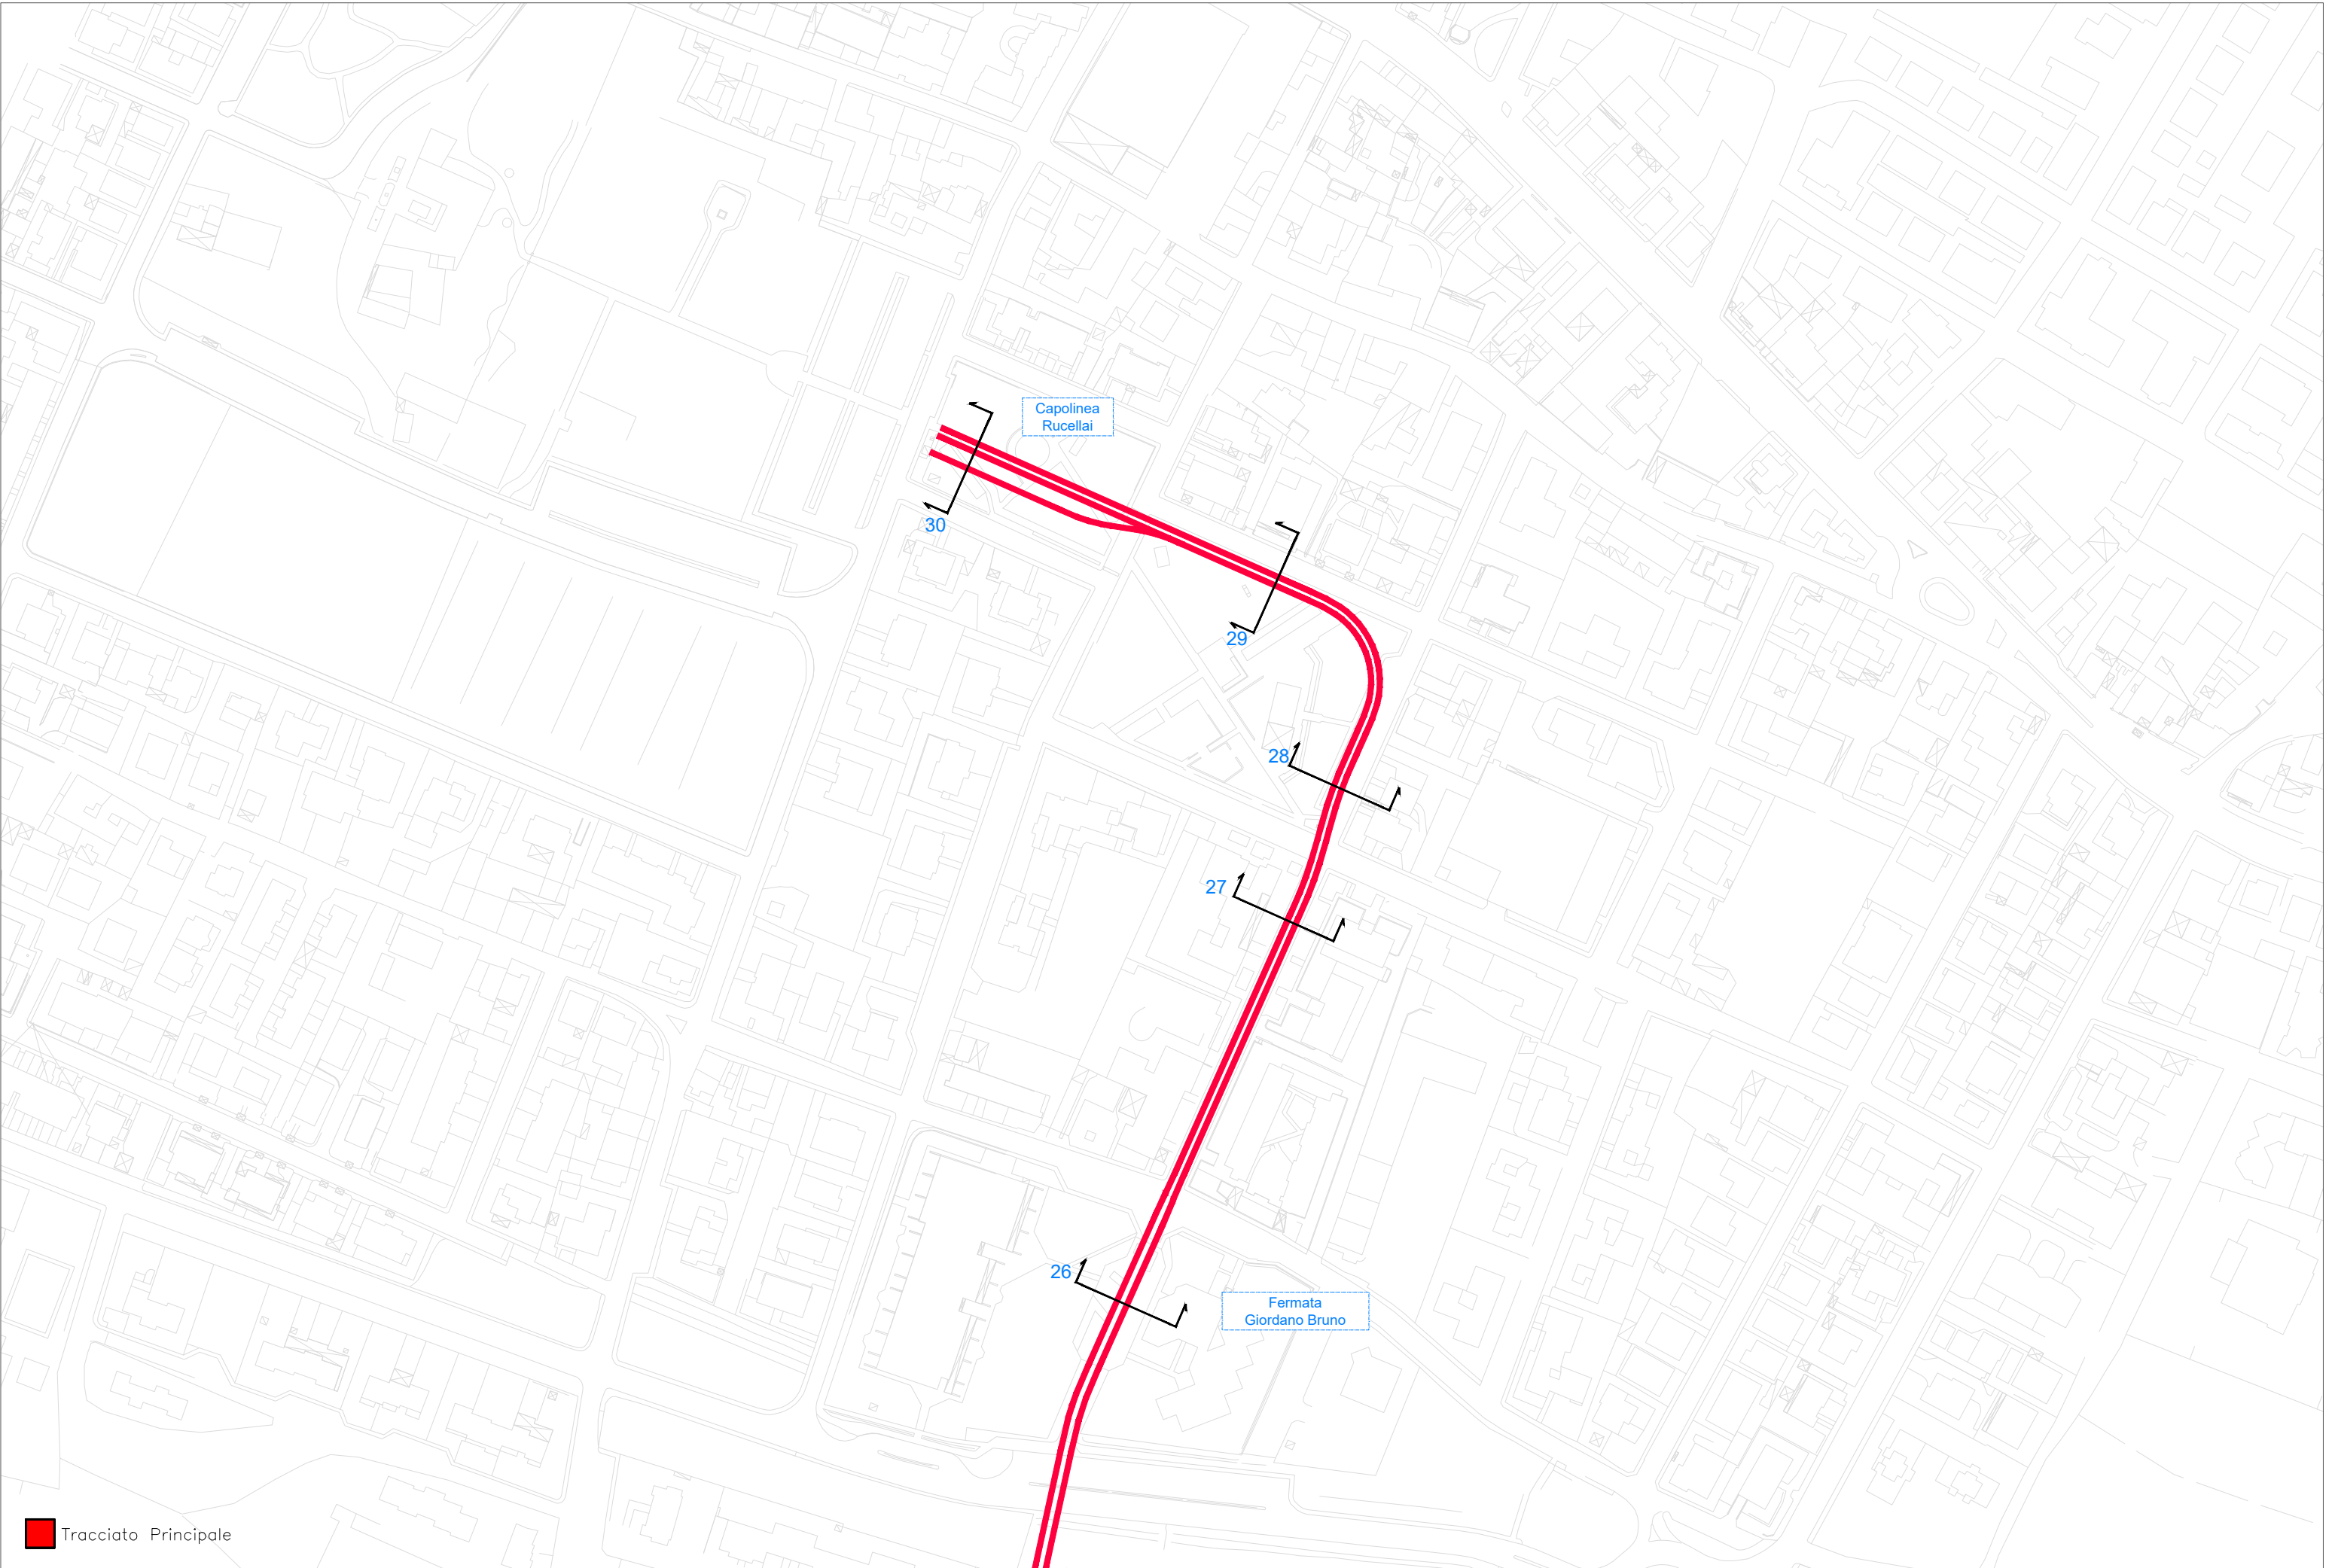 Capolinea
Rucellai
30
29
28
27
26
Fermata
Giordano Bruno
Tracciato Principale